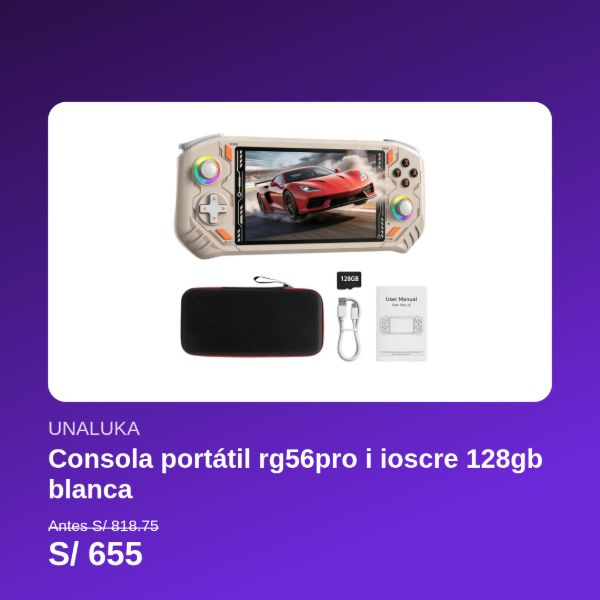 128GB
User Manual
UNALUKA
Consola portátil rg56pro i ioscre 128gb
blanca
Antes S/ 818.75
S/ 655